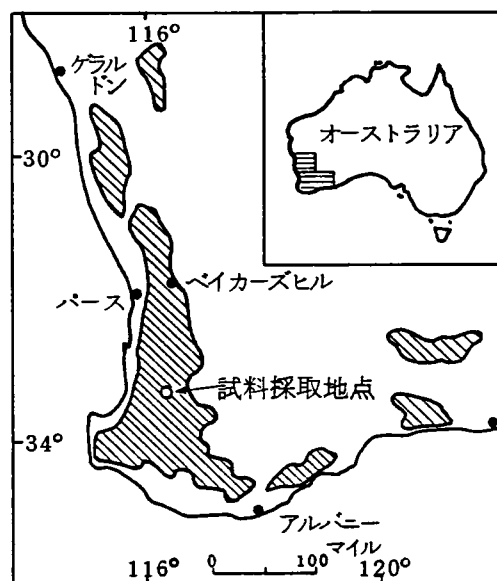 116°
ゲラル
ドン
オーストラリア
30°
ベイカーズヒル
パース
試料採取地点
34°
アルバニー
マイル
116° 0 100 120°